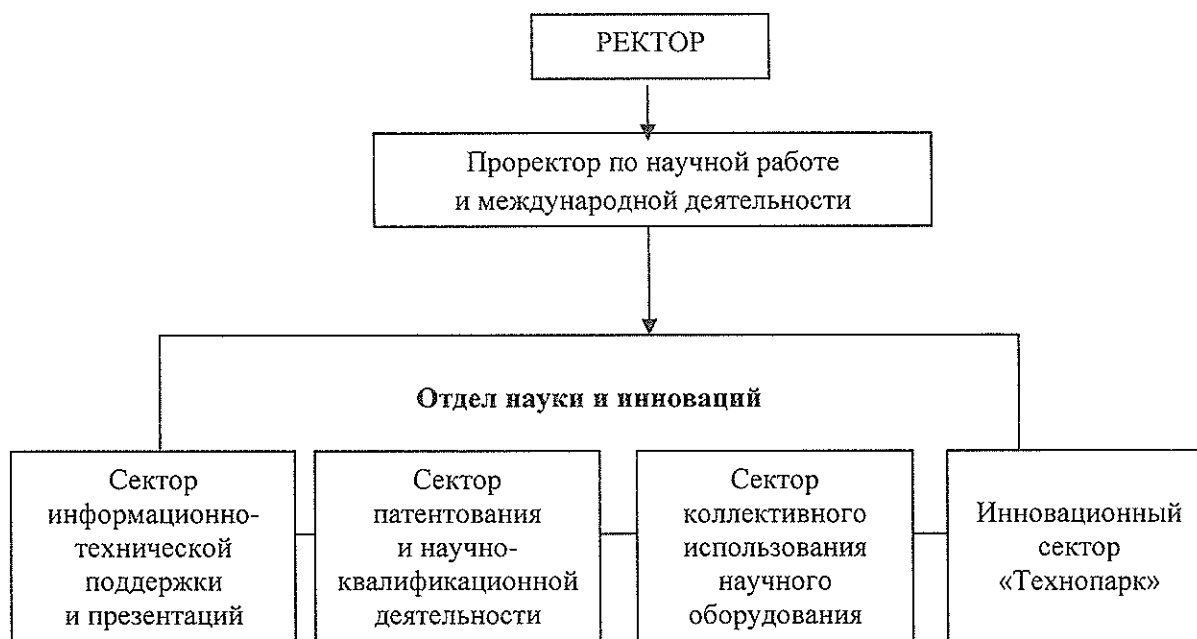 РЕКТОР
Проректор по научной работе
и международной деятельности
Отдел науки и инноваций
Сектор
информационно-
технической
поддержки
и презентаций
Сектор
патентования
и научно-
квалификационной
деятельности
Сектор
коллективного
использования
научного
оборудования
Инновационный
сектор
«Технопарк»